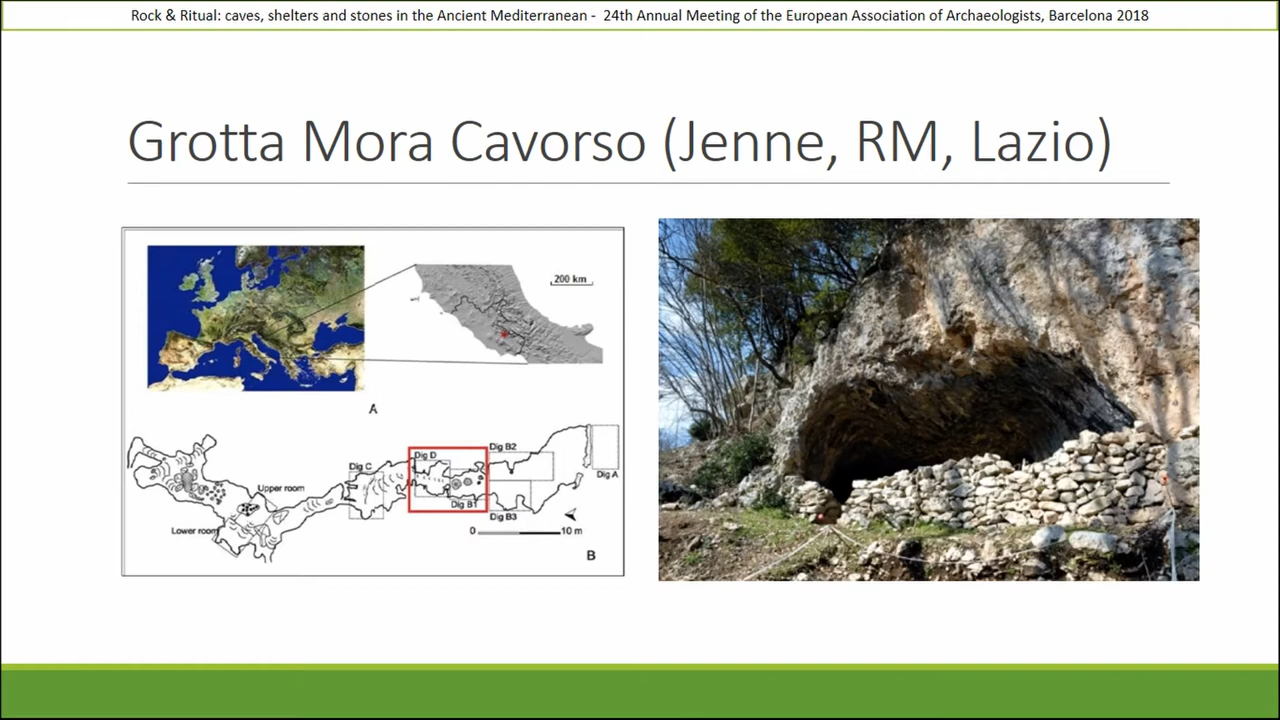 Rock & Ritual: caves, shelters and stones in the Ancient Mediterranean - 24th Annual Meeting of the European Association of Archaeologists, Barcelona 2018
Grotta Mora Cavorso (Jenne, RM, Lazio)
200 km
A
Dig B2
Dig D
Dig C
Dig A
Upper room
Dig B1
Dig B3
Lower room
0 10 m
B